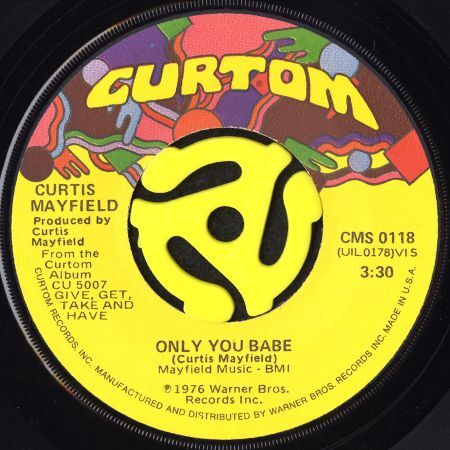 CURTOM
CURTIS
MAYFIELD
Produced by
Curtis
Mayfield
From the
Curtom
Album
CU 5007
GIVE, GET,
TAKE AND
HAVE
CMS 0118
(UIL.0178)V1S
3:30
ONLY YOU BABE
(Curtis Mayfield)
Mayfield Music - BMI
℗1976 Warner Bros.
Records Inc.
CURTOM RECORDS, INC. MANUFACTURED AND DISTRIBUTED BY WARNER BROS. RECORDS INC. MADE IN U.S.A.